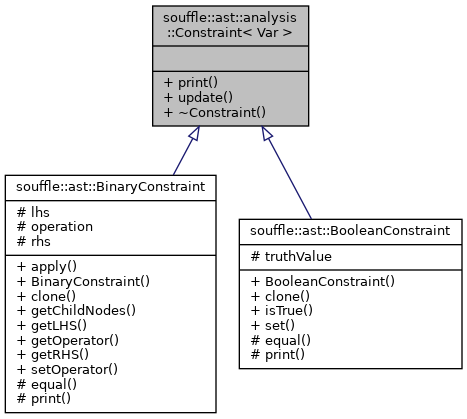 souffle::ast::analysis
::Constraint< Var >
+ print()
+ update()
+ ~Constraint()
souffle::ast::BinaryConstraint
# lhs
# operation
# rhs
+ apply()
+ BinaryConstraint()
+ clone()
+ getChildNodes()
+ getLHS()
+ getOperator()
+ getRHS()
+ setOperator()
# equal()
# print()
souffle::ast::BooleanConstraint
# truthValue
+ BooleanConstraint()
+ clone()
+ isTrue()
+ set()
# equal()
# print()